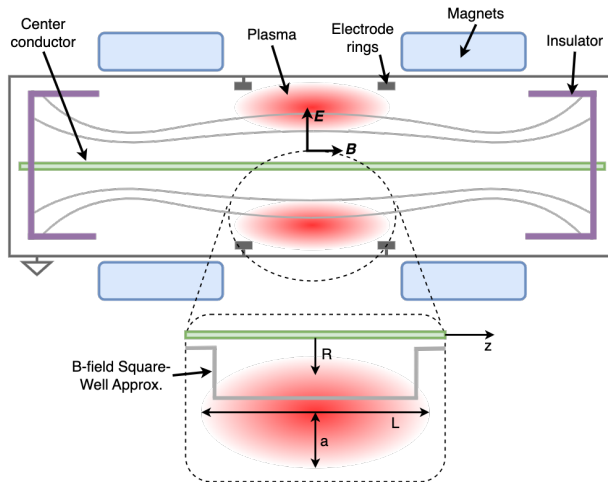 Center
conductor
Plasma
Electrode
rings
Magnets
Insulator
E
B
B-field Square-
Well Approx.
R
z
L
a